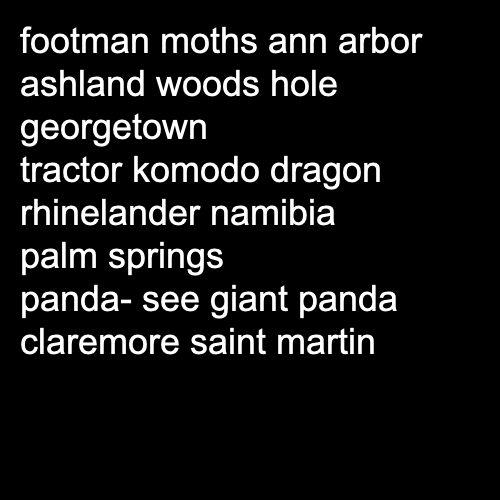 footman moths ann arbor
ashland woods hole
georgetown
tractor komodo dragon
rhinelander namibia
palm springs
panda- see giant panda
claremore saint martin